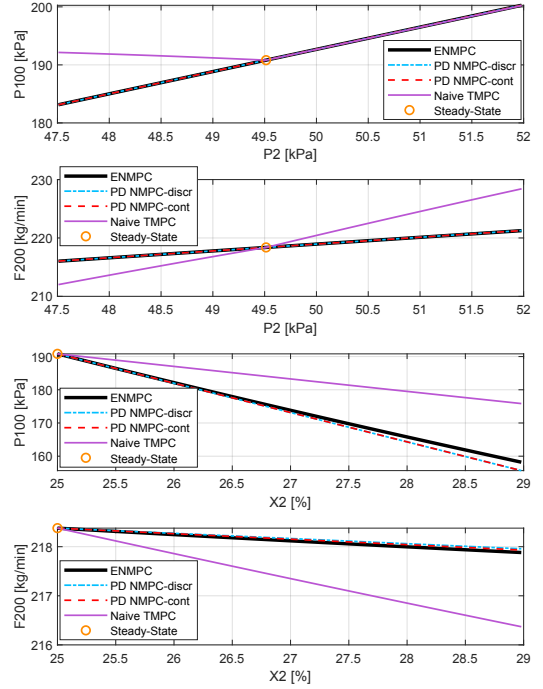 200
190
180
P100 [kPa]
ENMPC
PD NMPC-discr
PD NMPC-cont
Naive TMPC
Steady-State
47.5 48 48.5 49 49.5 50 50.5 51 51.5 52
P2 [kPa]
230
220
210
F200 [kg/min]
ENMPC
PD NMPC-discr
PD NMPC-cont
Naive TMPC
Steady-State
47.5 48 48.5 49 49.5 50 50.5 51 51.5 52
P2 [kPa]
190
180
170
160
P100 [kPa]
ENMPC
PD NMPC-discr
PD NMPC-cont
Naive TMPC
Steady-State
25 25.5 26 26.5 27 27.5 28 28.5 29
X2 [%]
218
217
216
F200 [kg/min]
ENMPC
PD NMPC-discr
PD NMPC-cont
Naive TMPC
Steady-State
25 25.5 26 26.5 27 27.5 28 28.5 29
X2 [%]